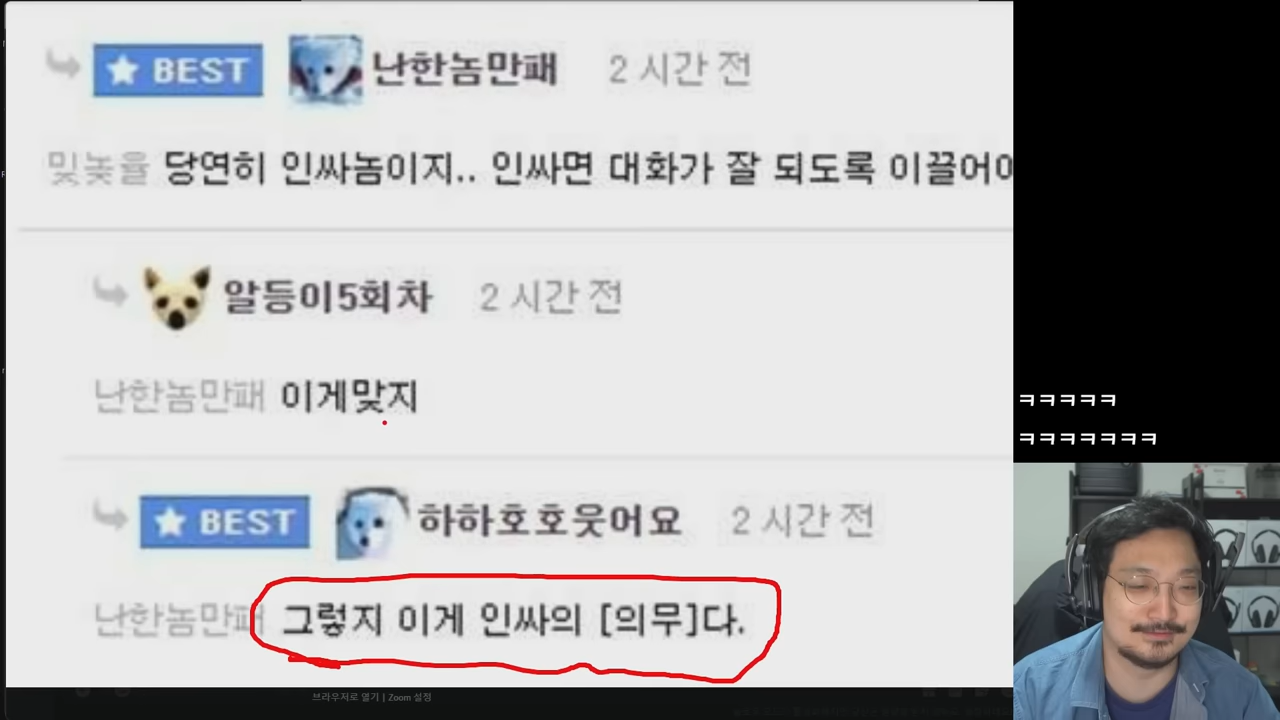 BEST 난한놈만패 2 시간 전
밎높율 당연히 인싸놈이지.. 인싸면 대화가 잘 되도록 이끌어야
알등이5회차 2 시간 전
난한놈만패 이게맞지
BEST 하하호호웃어요 2 시간 전
난한놈만패 그렇지 이게 인싸의 [의무]다.
ㅋㅋㅋㅋㅋ
ㅋㅋㅋㅋㅋㅋㅋ
브라우저로 열기 | Zoom 설정